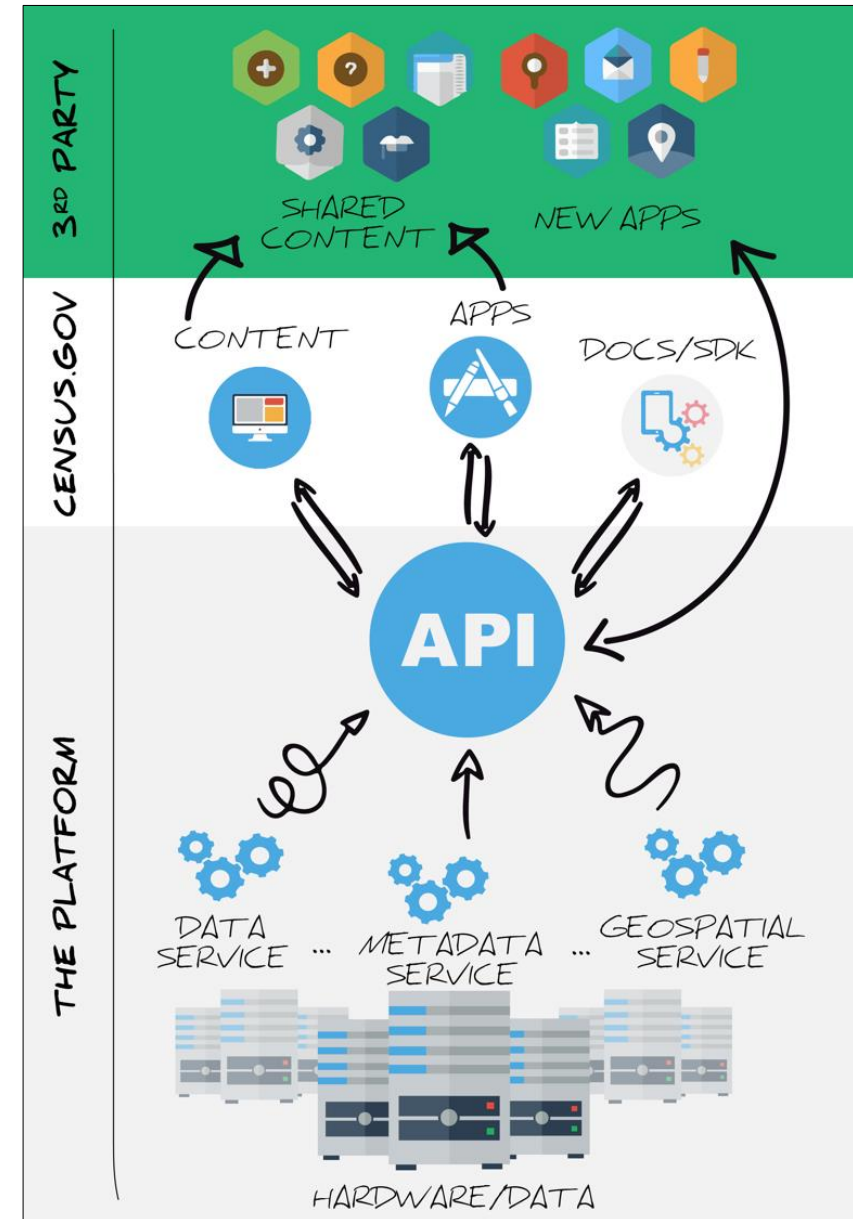 3RD PARTY
SHARED
CONTENT
NEW APPS
CENSUS.GOV
CONTENT
APPS
DOCS/SDK
THE PLATFORM
API
DATA
SERVICE
...
METADATA
SERVICE
...
GEOSPATIAL
SERVICE
HARDWARE/DATA